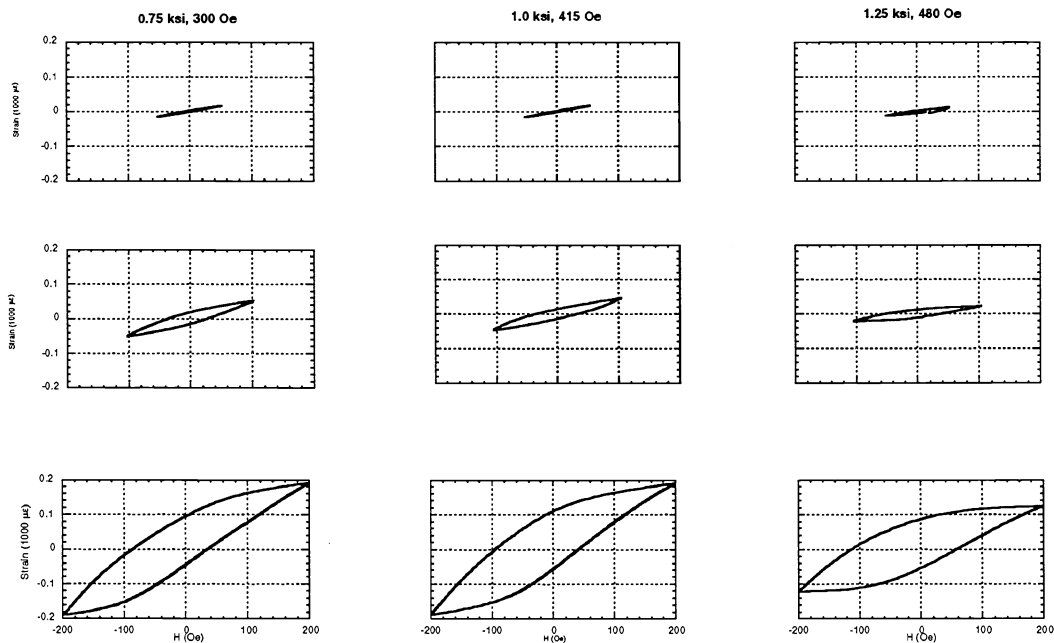 0.75 ksi, 300 Oe
1.0 ksi, 415 Oe
1.25 ksi, 480 Oe
0.2
0.1
0
-0.1
-0.2
Strain (1000 µε)
0.2
0.1
0
-0.1
-0.2
Strain (1000 µε)
0.2
0.1
0
-0.1
-0.2
Strain (1000 µε)
-200 -100 0 100 200
H (Oe)
-200 -100 0 100 200
H (Oe)
-200 -100 0 100 200
H (Oe)